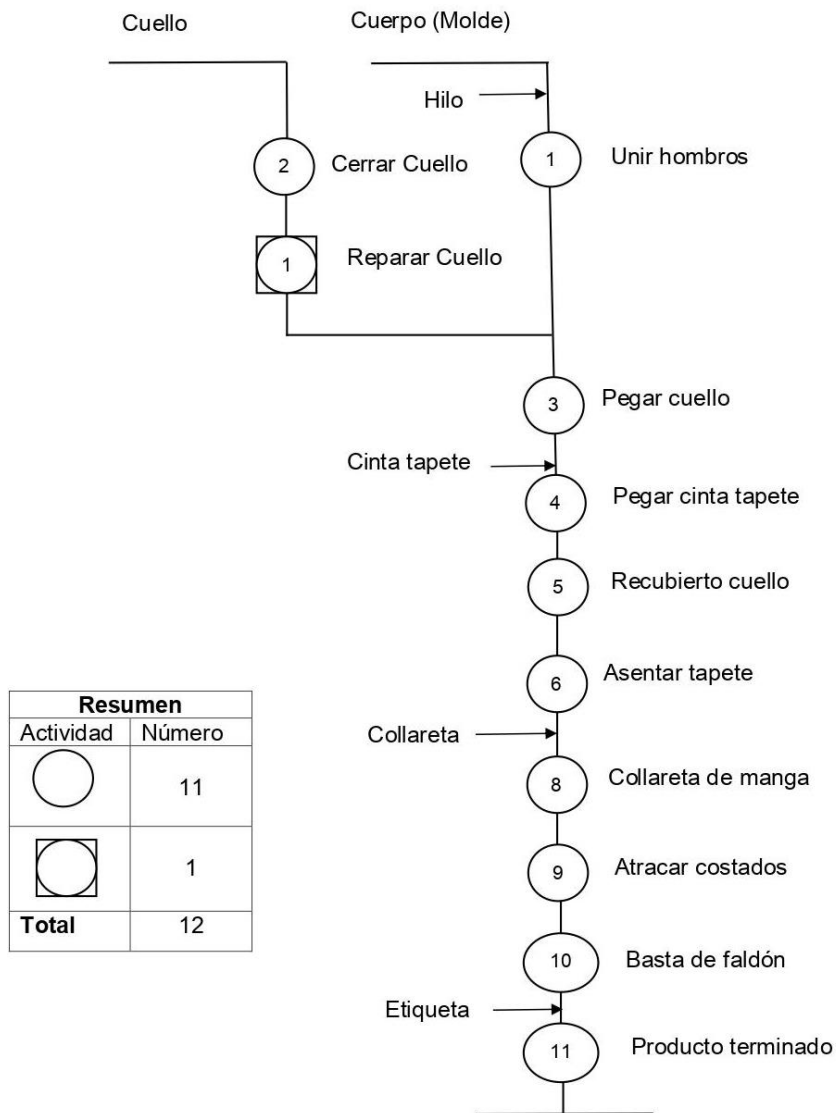 Cuello
Cuerpo (Molde)
Hilo
2 Cerrar Cuello
1 Unir hombros
1 Reparar Cuello
3 Pegar cuello
Cinta tapete
4 Pegar cinta tapete
5 Recubierto cuello
6 Asentar tapete
Collareta
8 Collareta de manga
9 Atracar costados
10 Basta de faldón
Etiqueta
11 Producto terminado
Resumen
Actividad Número
11
1
Total 12